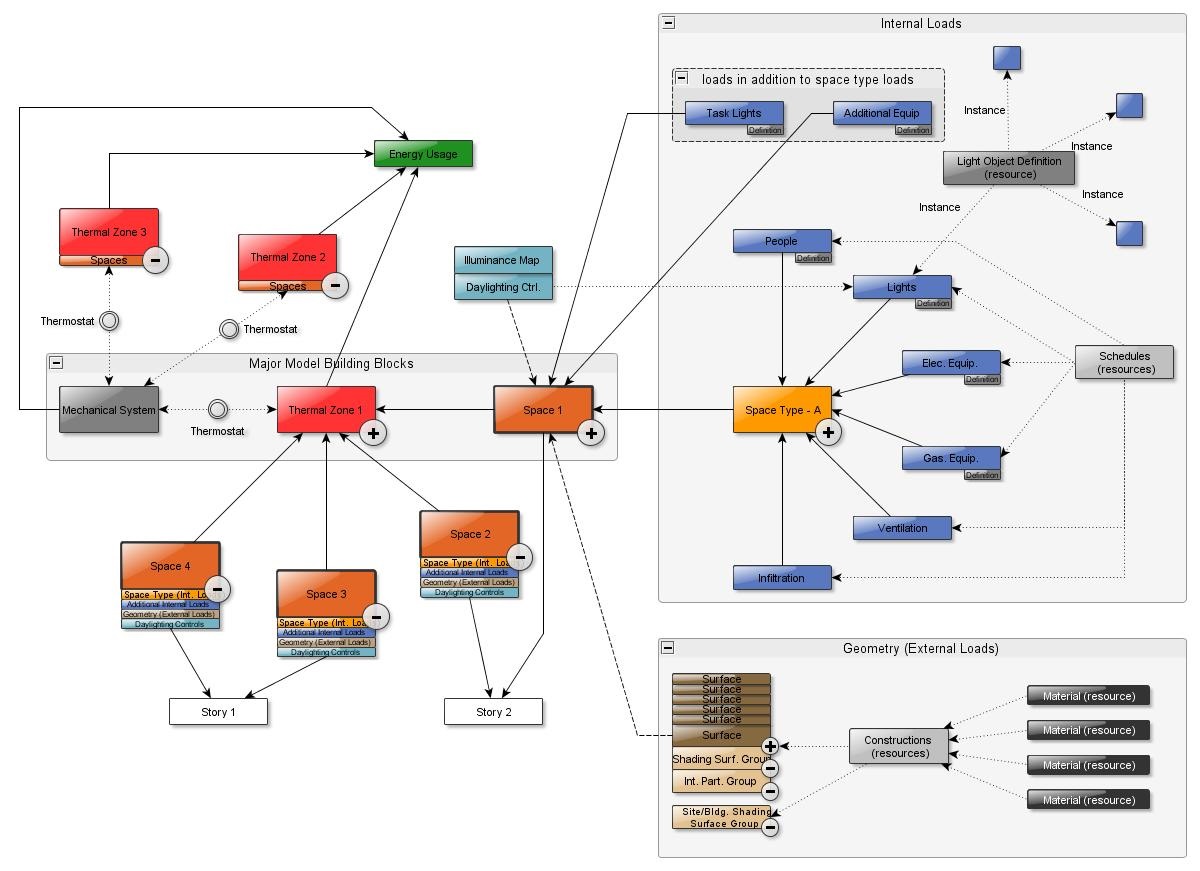 Internal Loads
loads in addition to space type loads
Task Lights
Definition
Additional Equip
Definition
Instance
Instance
Light Object Definition
(resource)
Instance
Instance
People
Definition
Lights
Definition
Elec. Equip.
Definition
Schedules
(resources)
Space Type - A
Gas. Equip.
Definition
Ventilation
Infiltration
Energy Usage
Thermal Zone 3
Spaces
Thermal Zone 2
Spaces
Illuminance Map
Daylighting Ctrl.
Thermostat
Thermostat
Major Model Building Blocks
Mechanical System
Thermostat
Thermal Zone 1
Space 1
Space 4
Space Type (Int. Lo
Additional Internal Loads
Geometry (External Loads)
Daylighting Controls
Space 3
Space Type (Int. Loa
Additional Internal Loads
Geometry (External Loads)
Daylighting Controls
Space 2
Space Type (Int. Loa
Additional Internal Loads
Geometry (External Loads)
Daylighting Controls
Story 1
Story 2
Geometry (External Loads)
Surface
Surface
Surface
Surface
Surface
Surface
Shading Surf. Group
Int. Part. Group
Site/Bldg. Shading
Surface Group
Constructions
(resources)
Material (resource)
Material (resource)
Material (resource)
Material (resource)